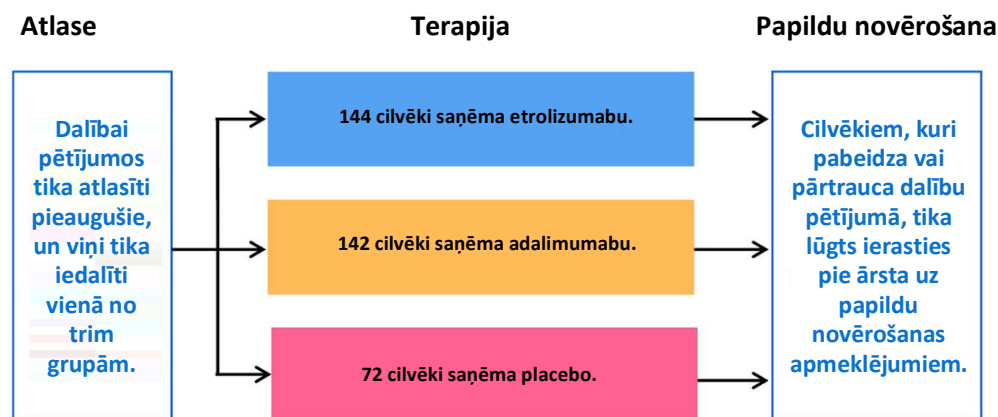 Atlase
Terapija
Papildu novērošana
Dalībai
pētījumos
tika atlasīti
pieaugušie,
un viņi tika
iedalīti
vienā no
trim
grupām.
144 cilvēki saņēma etrolizumabu.
142 cilvēki saņēma adalimumabu.
72 cilvēki saņēma placebo.
Cilvēkiem, kuri
pabeidza vai
pārtrauca dalību
pētījumā, tika
lūgts ierasties
pie ārsta uz
papildu
novērošanas
apmeklējumiem.